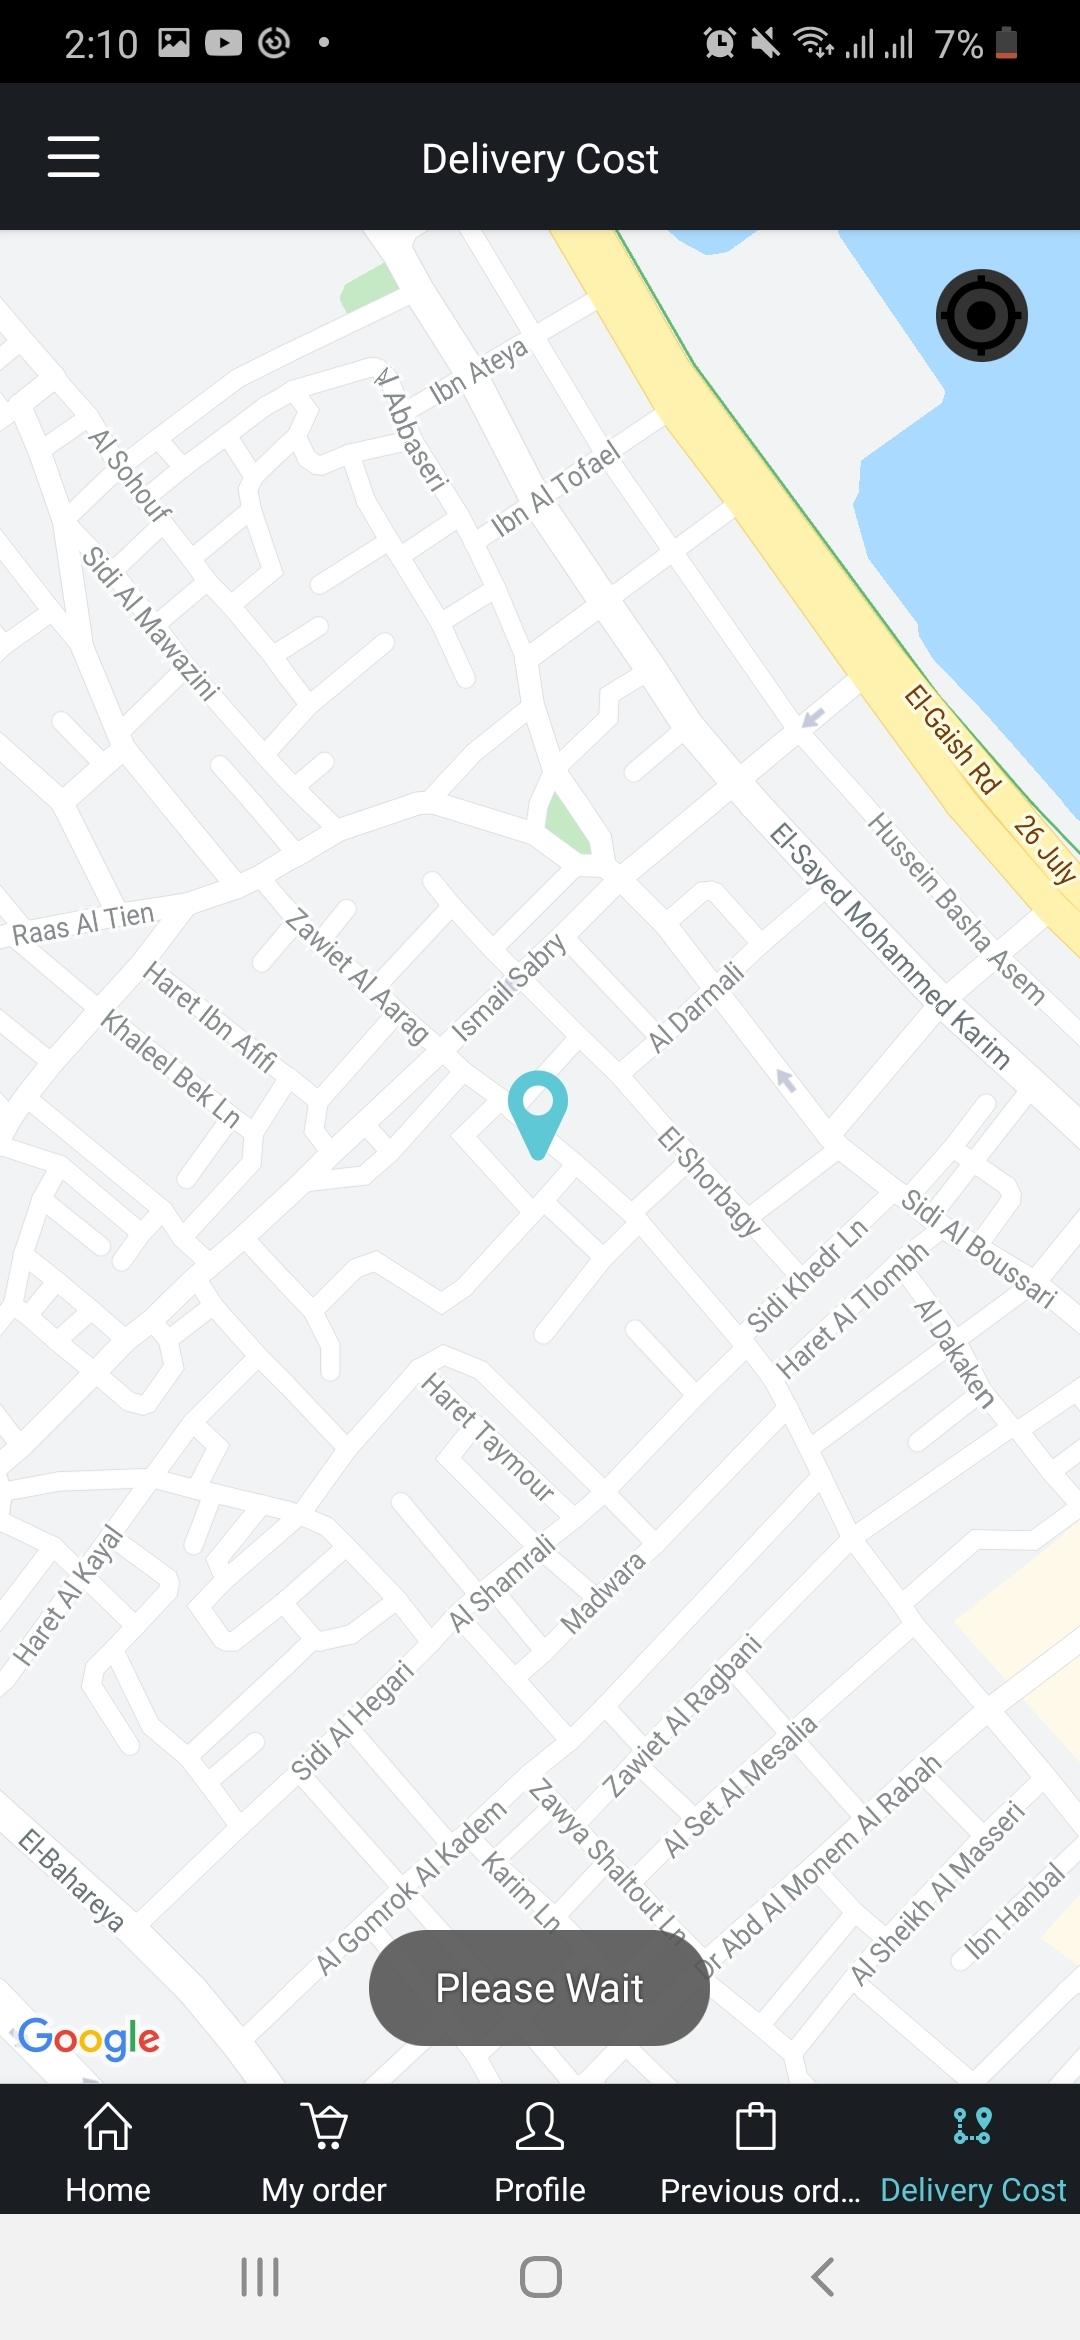 2:10
7%
Delivery Cost
Ibn Ateya
Al Abbaseri
Al Sohouf
Ibn Al Tofael
Sidi Al Mawazini
El-Gaish Rd
26 July
Hussein Basha Asem
El-Sayed Mohammed Karim
Raas Al Tien
Zawiet Al Aarag
Ismail Sabry
Haret Ibn Afifi
Al Darmali
Khaleel Bek Ln
El-Shorbagy
Sidi Al Boussari
Sidi Khedr Ln
Haret Al Tlombh
Al Dakaken
Haret Taymour
Haret Al Kayal
Al Shamrali
Madwara
Sidi Al Hegari
Zawiet Al Ragbani
Al Set Al Mesalia
Zawya Shaltout Ln
Al Gomrok Al Kadem
Karim Ln
Dr Abd Al Monem Al Rabah
Al Sheikh Al Masseri
Ibn Hanbal
El-Bahareya
Please Wait
Google
Home
My order
Profile
Previous ord...
Delivery Cost